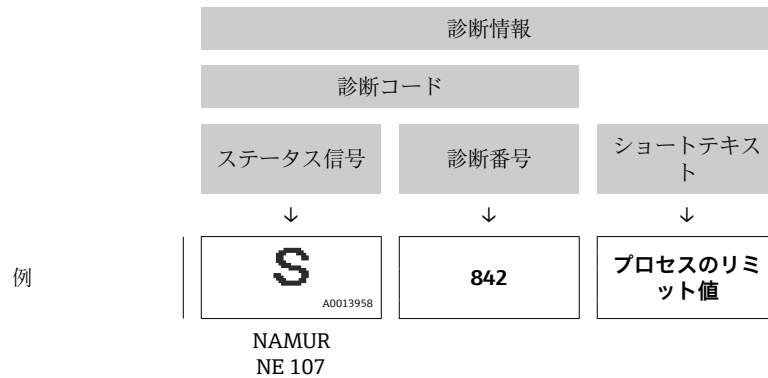 診断情報
診断コード
ステータス信号 診断番号 ショートテキス
ト
↓ ↓ ↓
例 S 842 プロセスのリミ
ット値
A0013958
NAMUR
NE 107